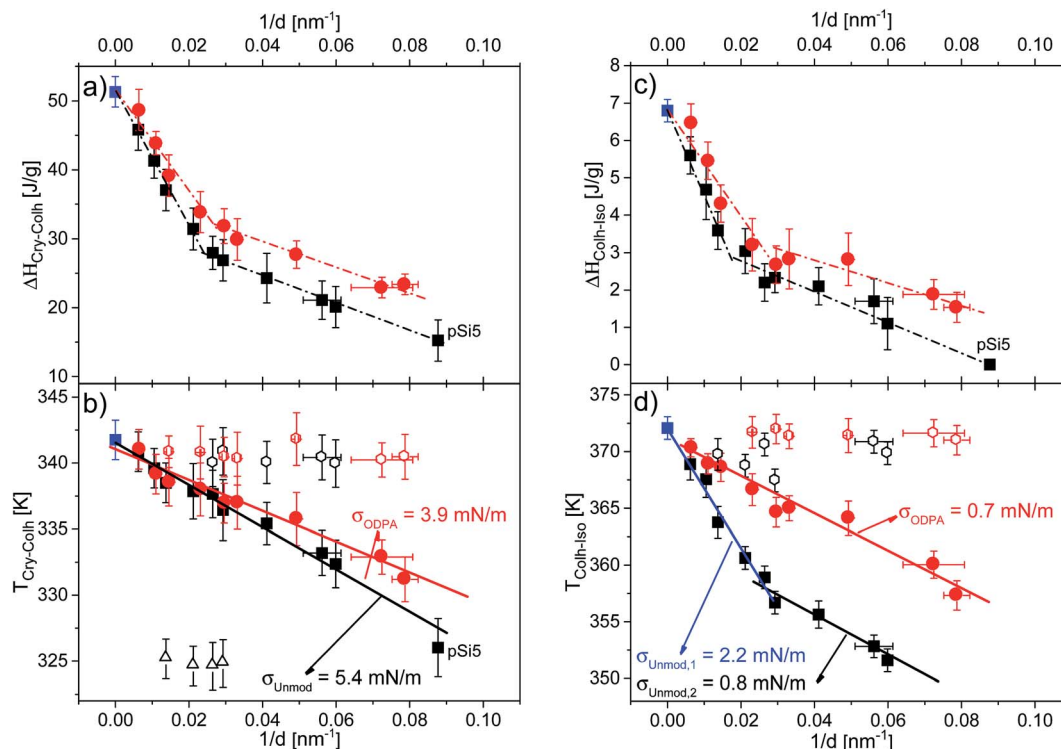 1/d [nm⁻¹]
0.00 0.02 0.04 0.06 0.08 0.10
a)
50
40
30
20
10
ΔH_Cry-Colh [J/g]
pSi5
b)
345
340
335
330
325
T_Cry-Colh [K]
σ_ODPA = 3.9 mN/m
pSi5
σ_Unmod = 5.4 mN/m
0.00 0.02 0.04 0.06 0.08 0.10
1/d [nm⁻¹]
1/d [nm⁻¹]
0.00 0.02 0.04 0.06 0.08 0.10
c)
8
7
6
5
4
3
2
1
0
ΔH_Colh-Iso [J/g]
pSi5
d)
375
370
365
360
355
350
T_Colh-Iso [K]
σ_ODPA = 0.7 mN/m
σ_Unmod,1 = 2.2 mN/m
σ_Unmod,2 = 0.8 mN/m
0.00 0.02 0.04 0.06 0.08 0.10
1/d [nm⁻¹]